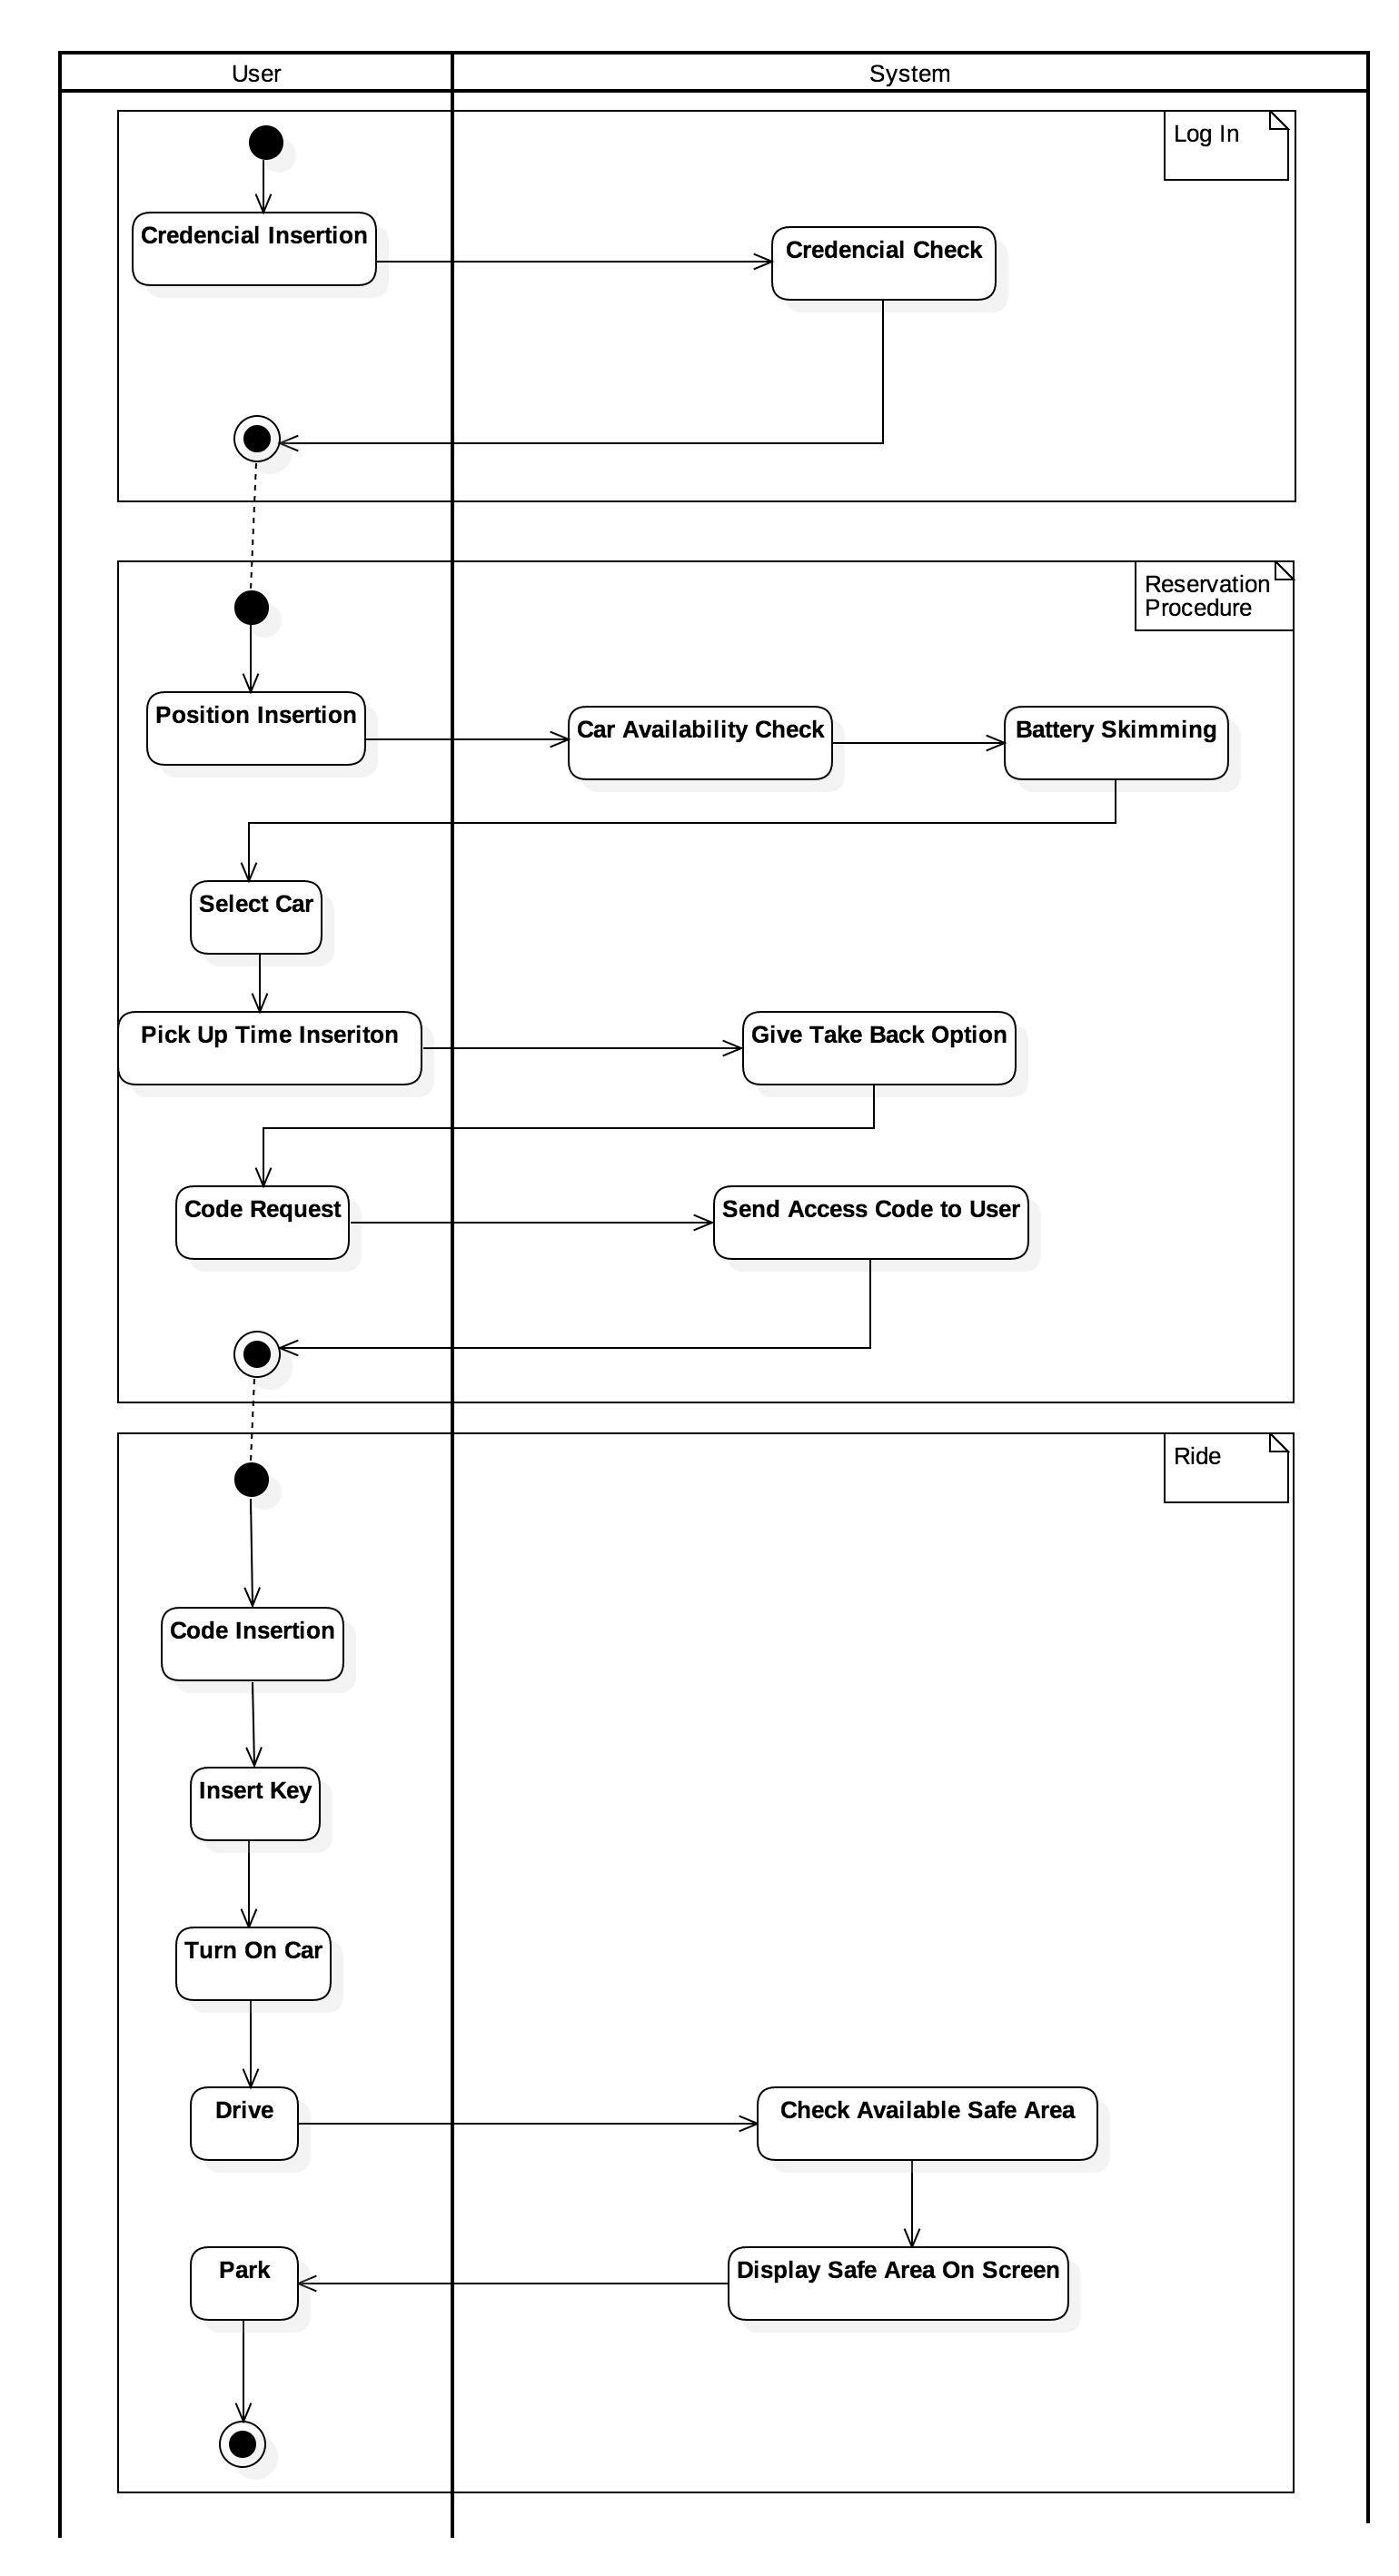 User
System
Log In
Credencial Insertion
Credencial Check
Reservation
Procedure
Position Insertion
Car Availability Check
Battery Skimming
Select Car
Pick Up Time Inseriton
Give Take Back Option
Code Request
Send Access Code to User
Ride
Code Insertion
Insert Key
Turn On Car
Drive
Check Available Safe Area
Park
Display Safe Area On Screen